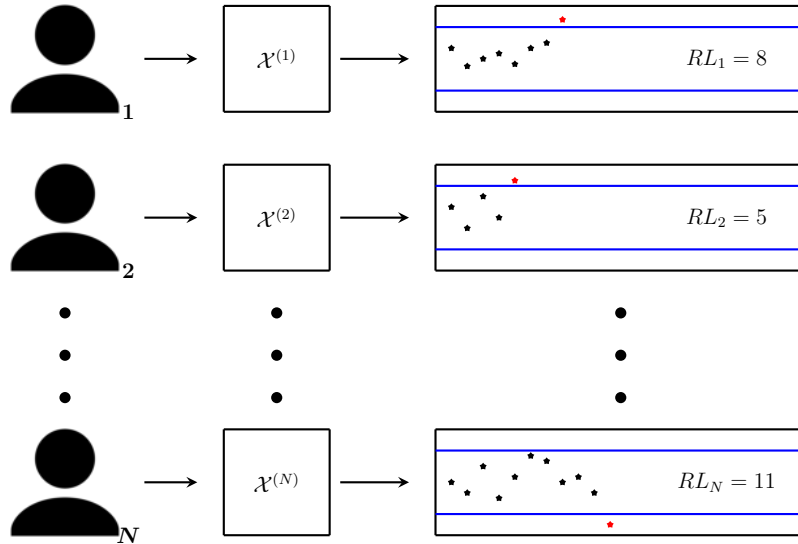 𝒳⁽¹⁾
RL₁ = 8
1
𝒳⁽²⁾
RL₂ = 5
2
𝒳⁽ᴺ⁾
RL_N = 11
N